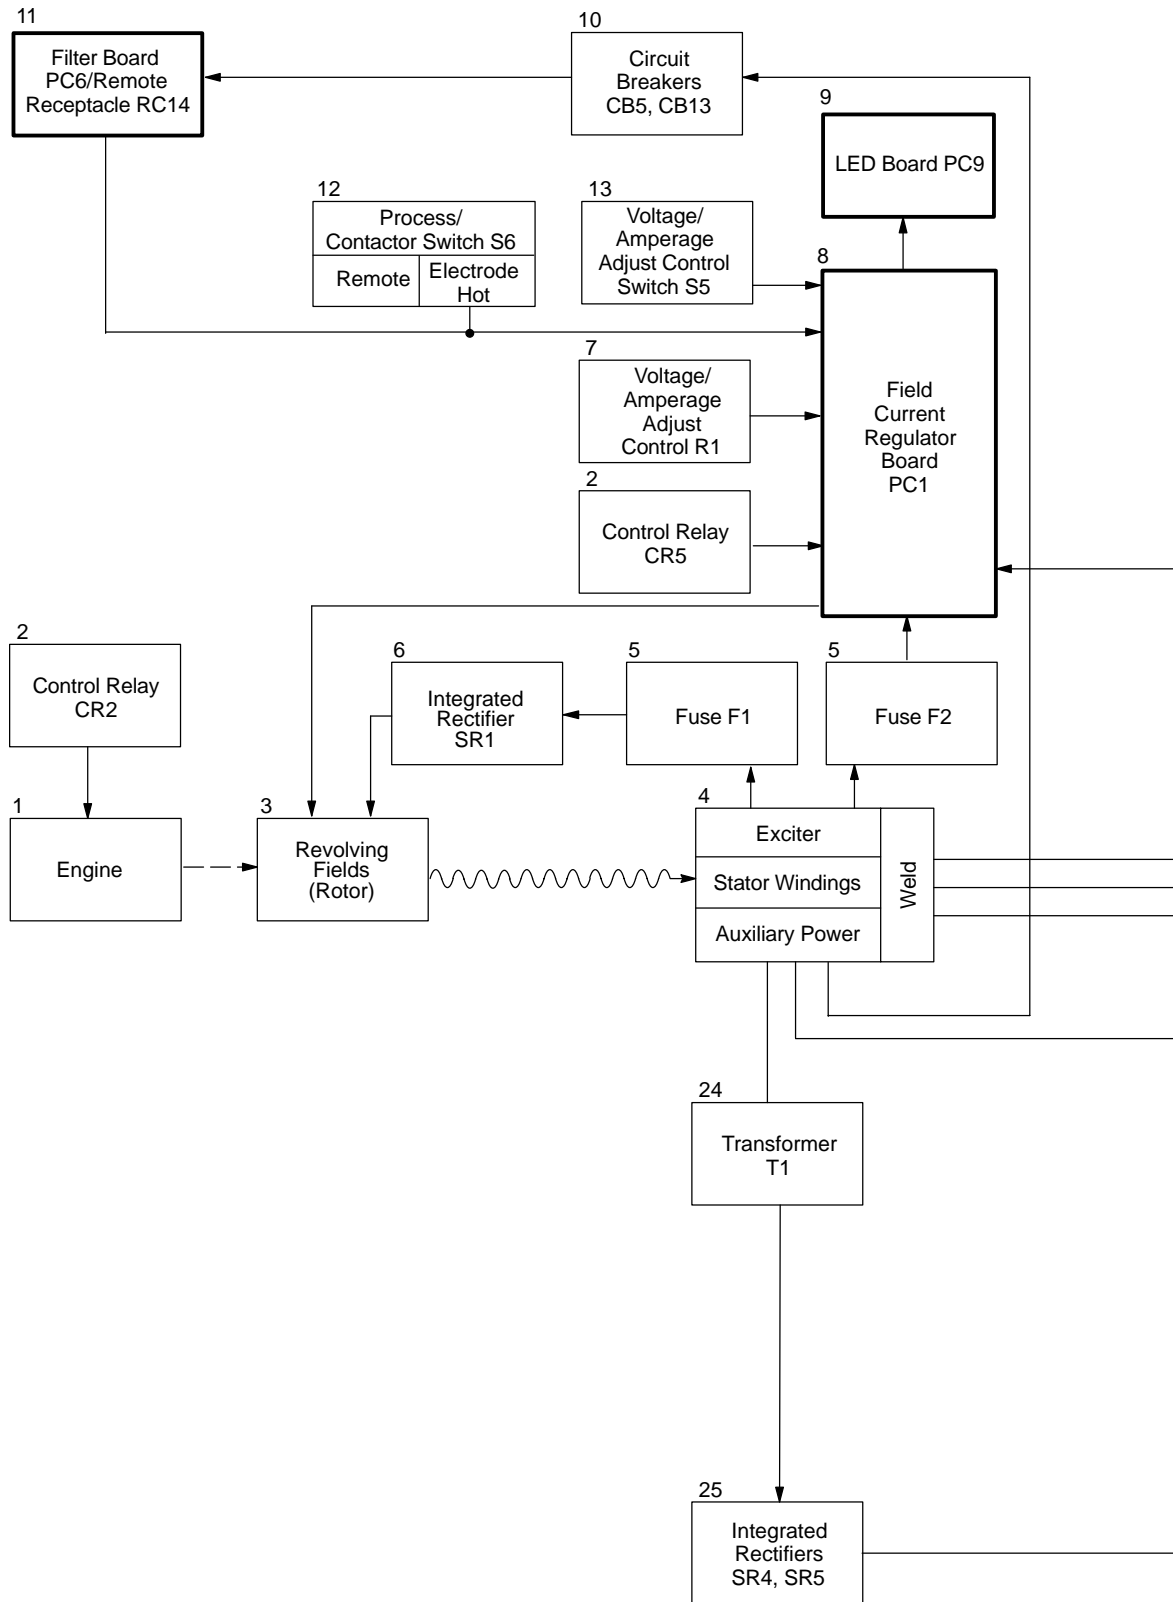 11
Filter Board
PC6/Remote
Receptacle RC14
10
Circuit
Breakers
CB5, CB13
9
LED Board PC9
12
Process/
Contactor Switch S6
Remote
Electrode
Hot
13
Voltage/
Amperage
Adjust Control
Switch S5
8
Field
Current
Regulator
Board
PC1
7
Voltage/
Amperage
Adjust
Control R1
2
Control Relay
CR5
2
Control Relay
CR2
6
Integrated
Rectifier
SR1
5
Fuse F1
5
Fuse F2
1
Engine
3
Revolving
Fields
(Rotor)
4
Exciter
Stator Windings
Auxiliary Power
Weld
24
Transformer
T1
25
Integrated
Rectifiers
SR4, SR5